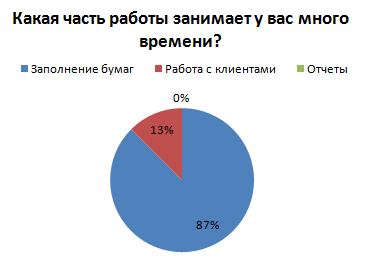 Какая часть работы занимает у вас много
времени?
Заполнение бумаг Работа с клиентами Отчеты
0%
13%
87%